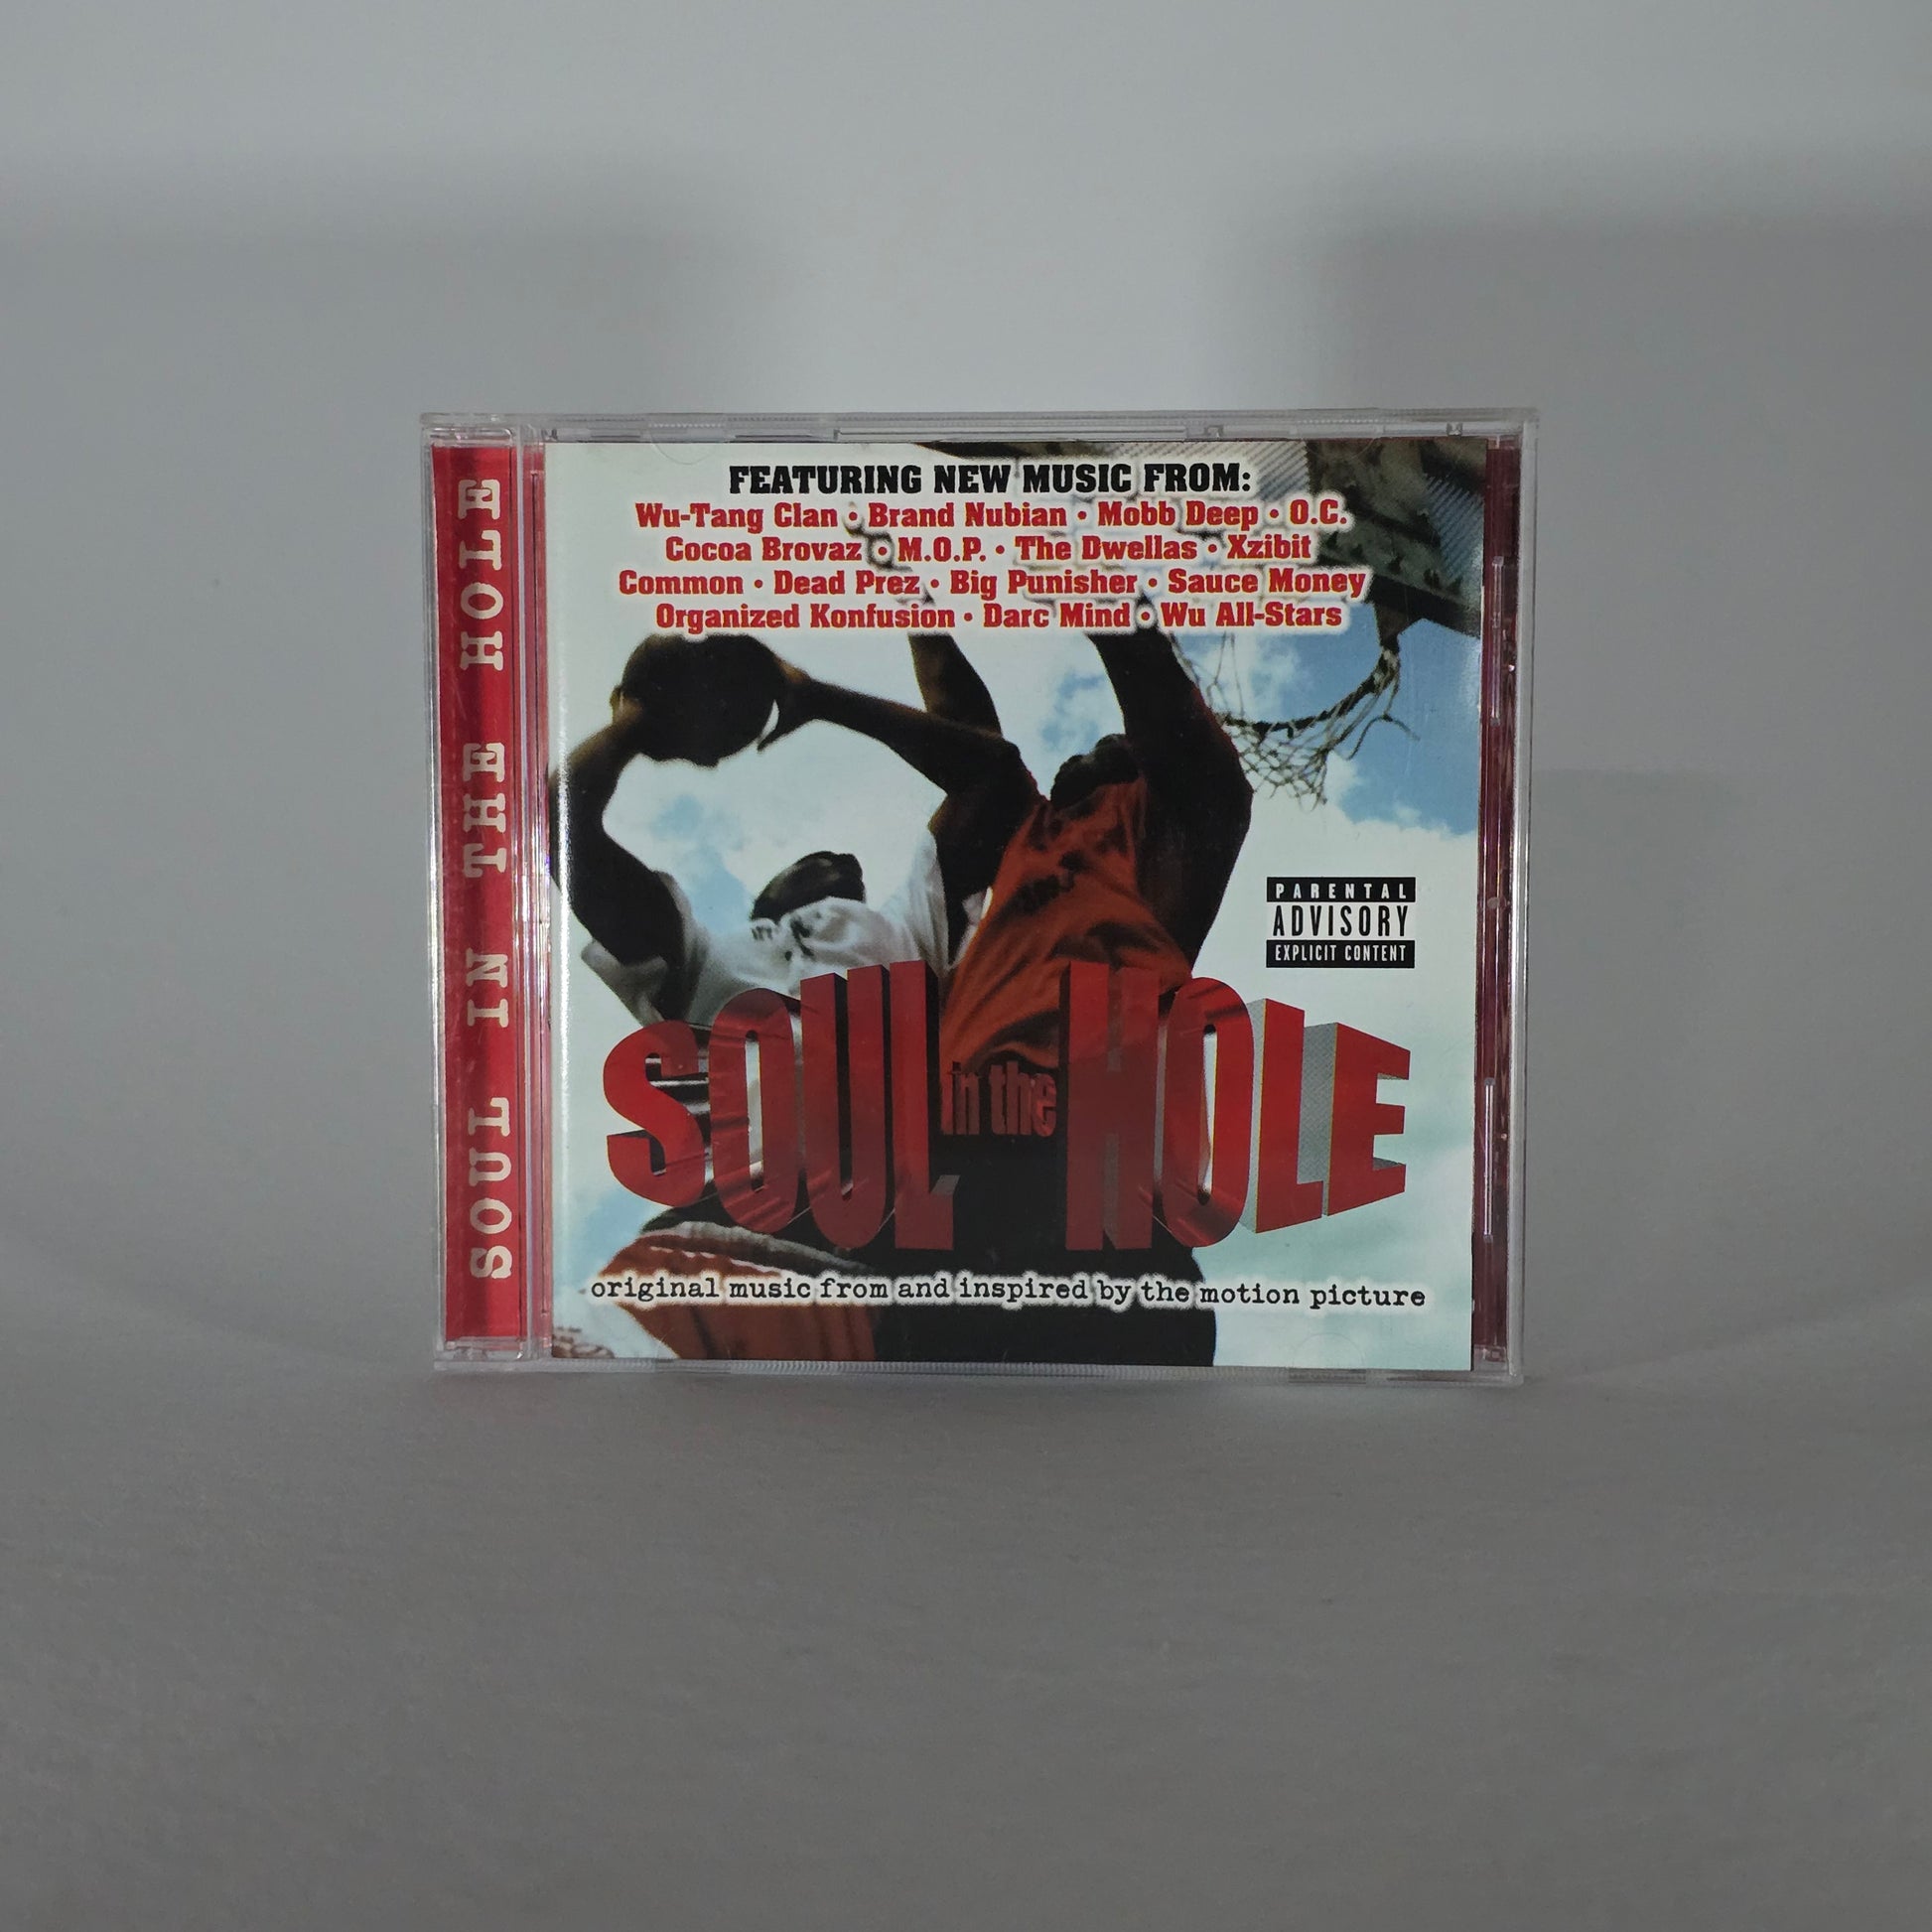 SOUL IN THE HOLE
FEATURING NEW MUSIC FROM:
Wu-Tang Clan • Brand Nubian • Mobb Deep • O.C.
Cocoa Brovaz • M.O.P. • The Dwellas • Xzibit
Common • Dead Prez • Big Punisher • Sauce Money
Organized Konfusion • Darc Mind • Wu All-Stars
PARENTAL
ADVISORY
EXPLICIT CONTENT
SOUL in the HOLE
original music from and inspired by the motion picture